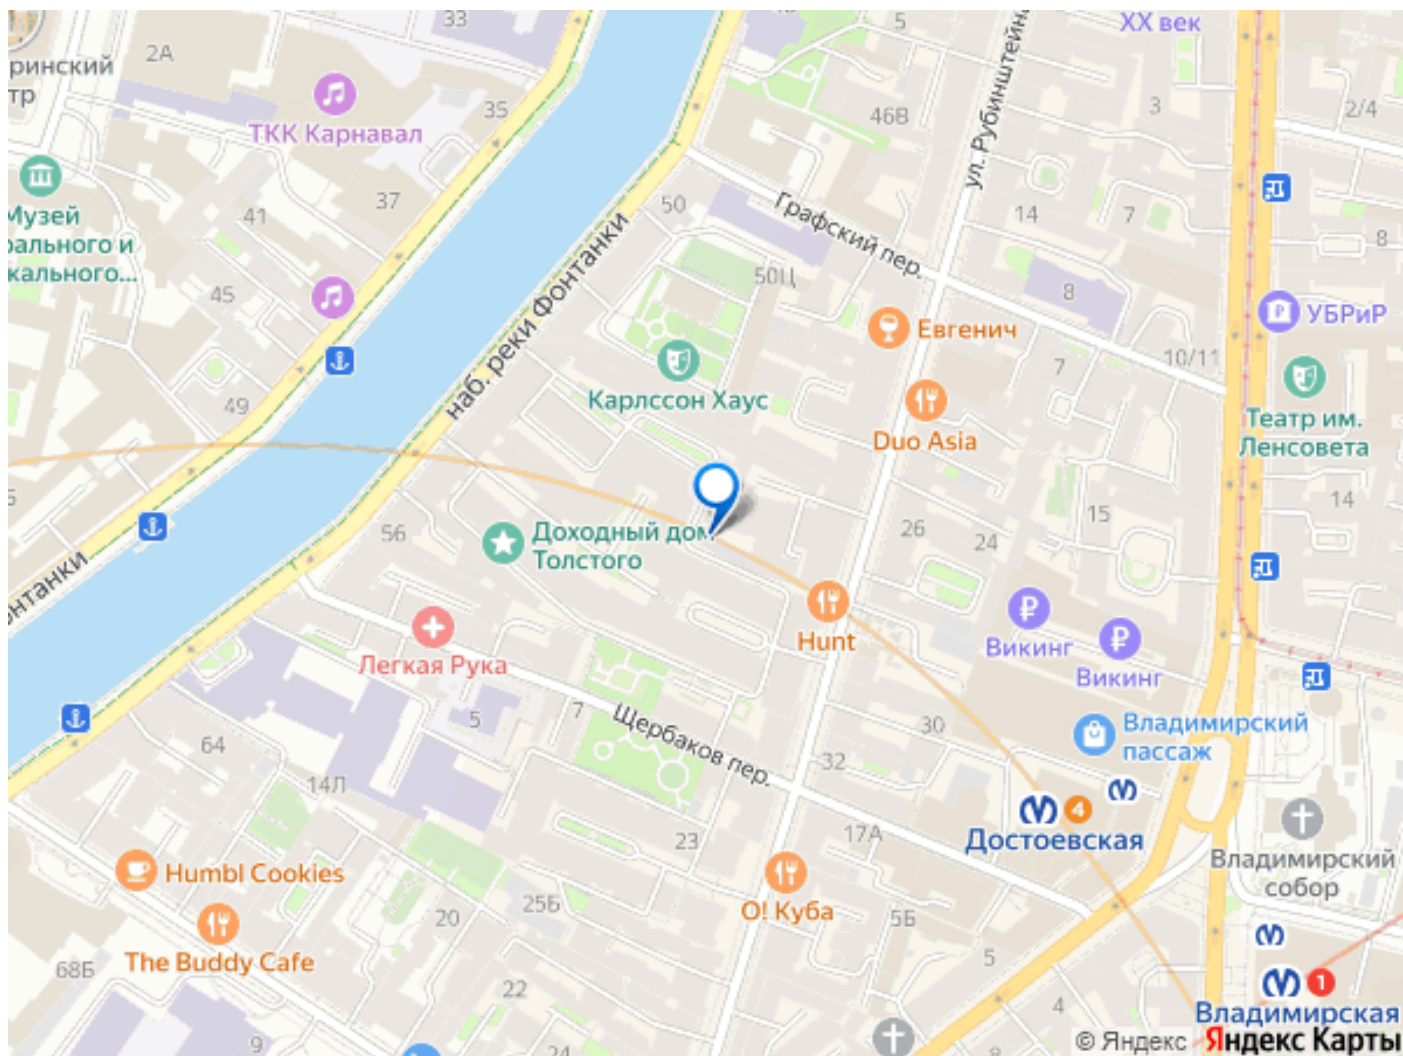 33
5
XX век
2А
ринский
тр
ТКК Карнавал
35
46В
3
2/4
ул. Рубинштейна
Музей
рального и
кального...
41
37
50
Графский пер.
14
7
8
45
50Ц
8
наб. реки Фонтанки
Евгенич
УБРиР
10/11
7
49
Карлссон Хаус
Duo Asia
Театр им.
Ленсовета
14
15
56
Доходный дом
Толстого
26
24
онтанки
Hunt
Викинг
Викинг
Легкая Рука
5
7
Щербаков пер.
30
Владимирский
пассаж
64
32
14Л
4
Достоевская
23
17А
Владимирский
собор
Humbl Cookies
О! Куба
20
25Б
5Б
The Buddy Cafe
68Б
5
22
4
1
Владимирская
9
24
© Яндекс Яндекс Карты